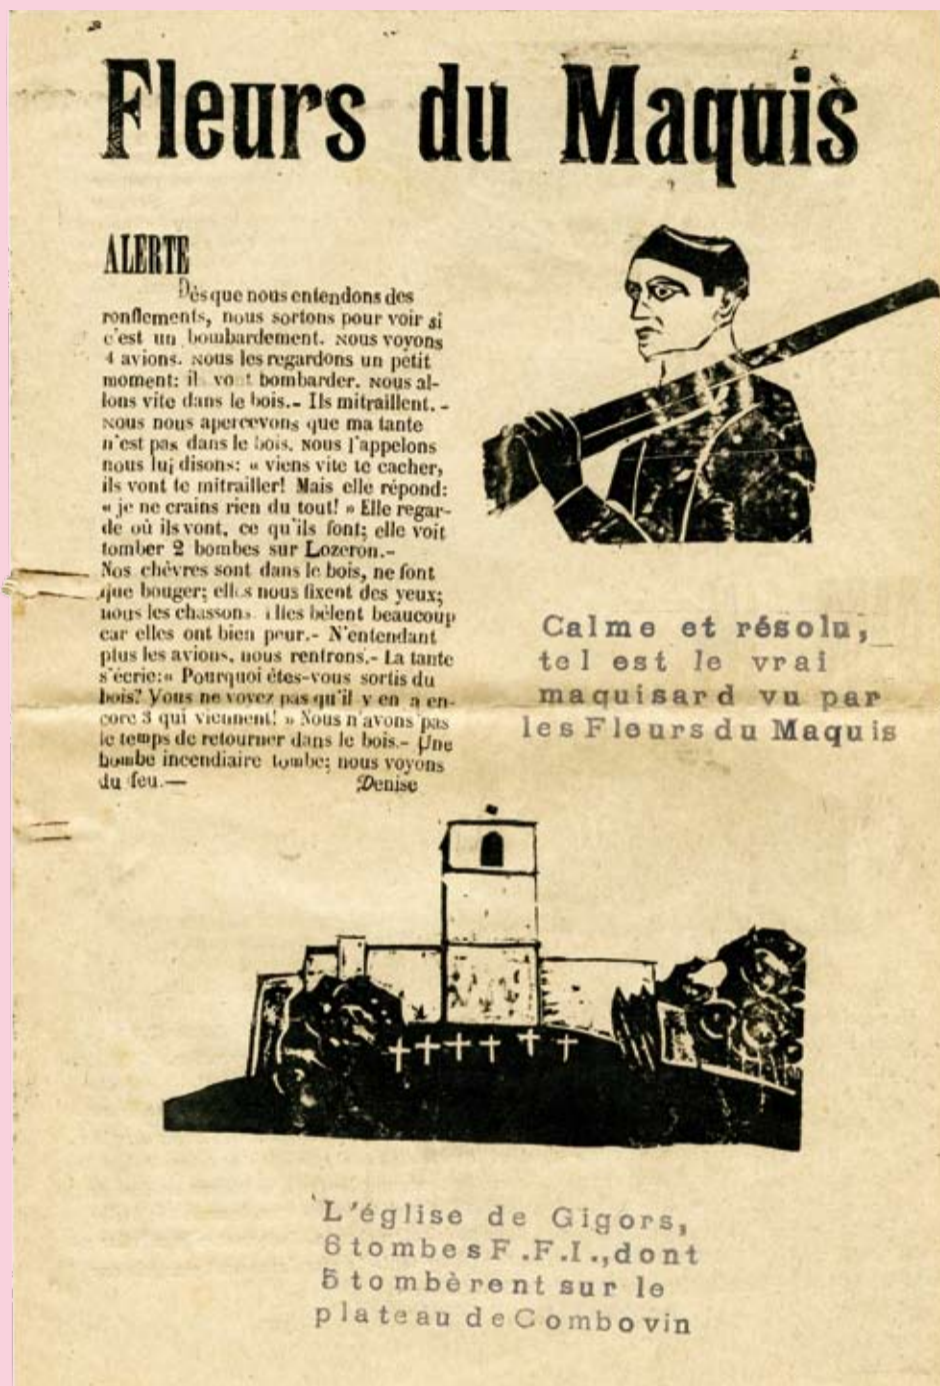 Fleurs du Maquis
ALERTE
Dès que nous entendons des
ronflements, nous sortons pour voir si
c'est un bombardement. Nous voyons
4 avions. Nous les regardons un petit
moment: il vo t bombarder. Nous al-
lons vite dans le bois.- Ils mitraillent. -
Nous nous apercevons que ma tante
n'est pas dans le bois. Nous l'appelons
nous lui disons: « viens vite te cacher,
ils vont te mitrailler! Mais elle répond:
« je ne crains rien du tout! » Elle regar-
de où ils vont, ce qu'ils font; elle voit
tomber 2 bombes sur Lozeron.-
Nos chèvres sont dans le bois, ne font
que bouger; elles nous fixent des yeux;
nous les chassons. elles bêlent beaucoup
car elles ont bien peur.- N'entendant
plus les avions, nous rentrons.- La tante
s'écrie:« Pourquoi êtes-vous sortis du
bois? Vous ne voyez pas qu'il y en a en-
core 3 qui viennent! » Nous n'avons pas
le temps de retourner dans le bois.- Une
bombe incendiaire tombe; nous voyons
du feu.—
Denise
Calme et résolu,
tel est le vrai
maquisard vu par
les Fleurs du Maquis
L'église de Gigors,
6 tombes F.F.I., dont
5 tombèrent sur le
plateau de Combovin